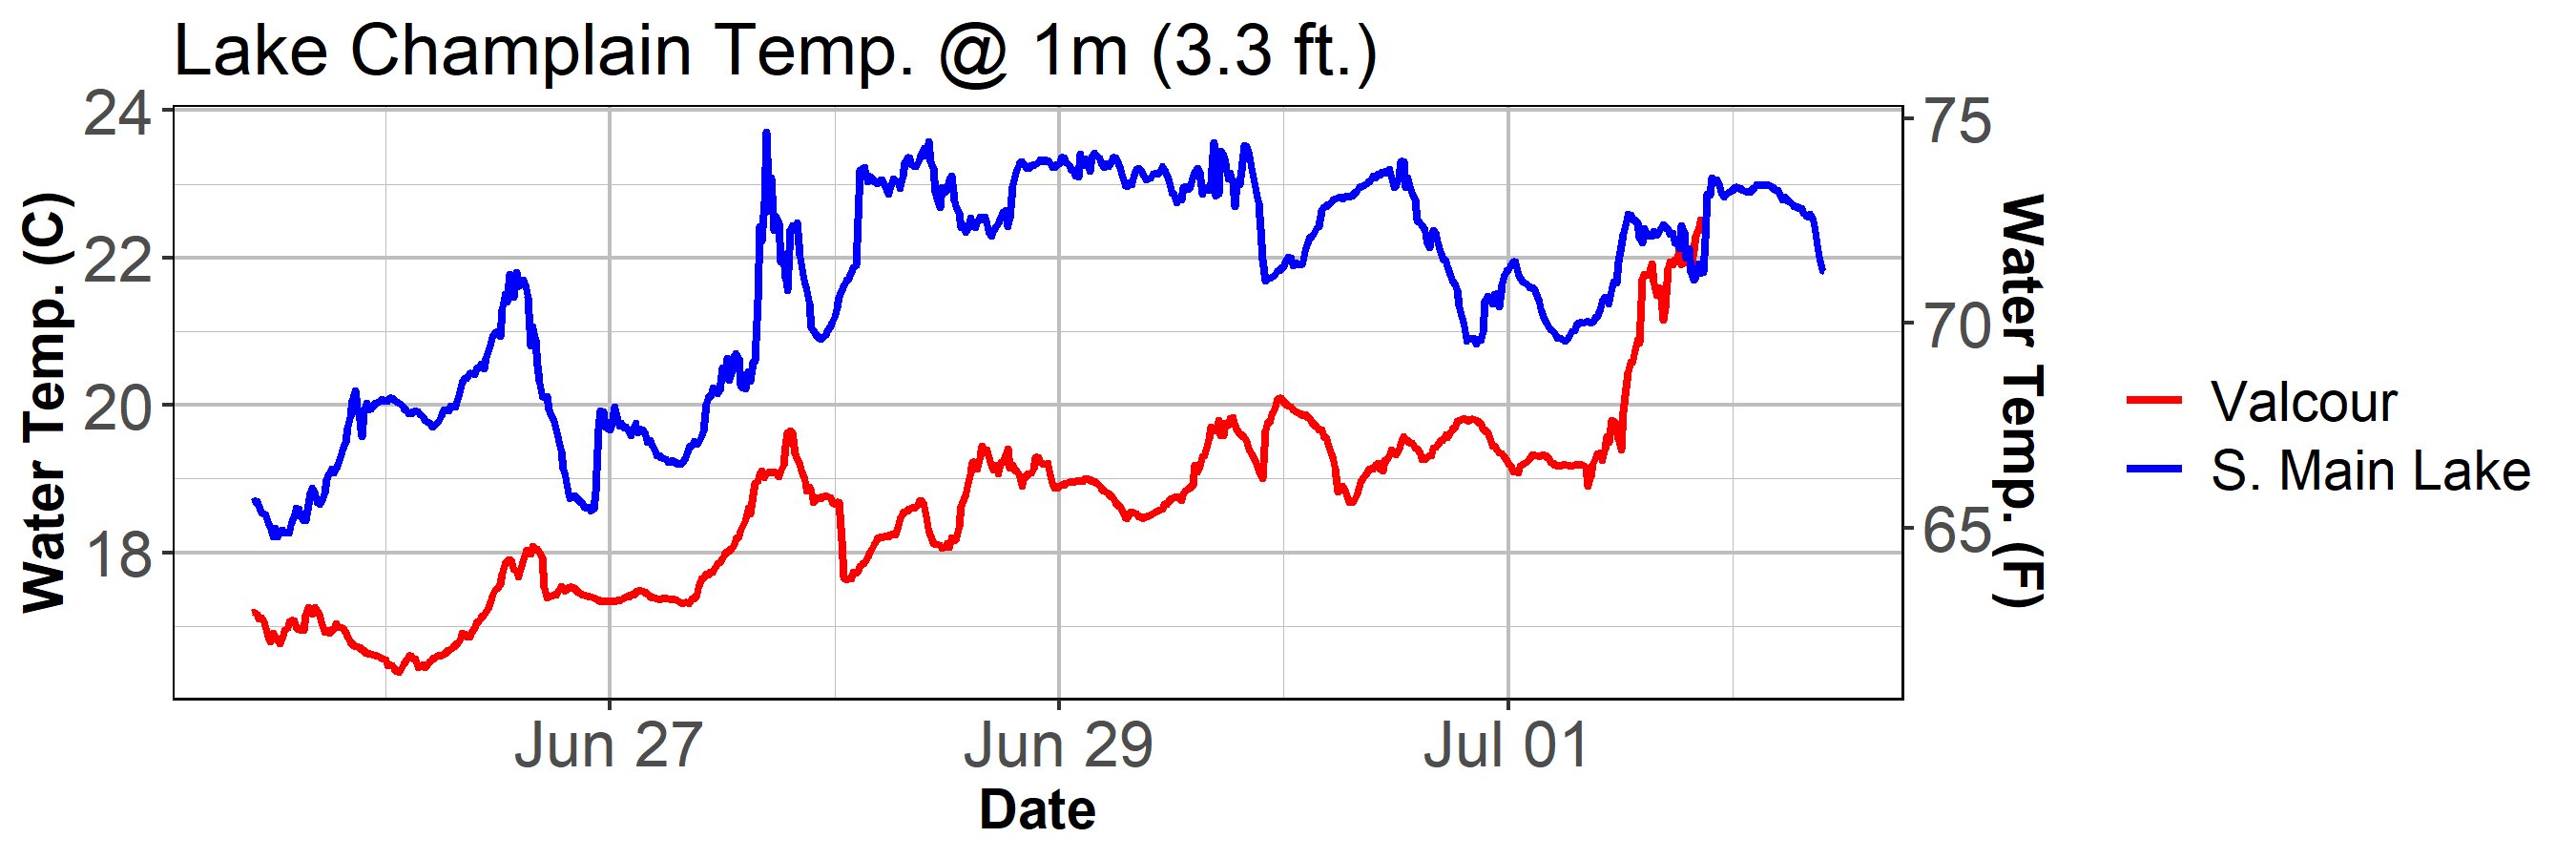 Lake Champlain Temp. @ 1m (3.3 ft.)
Water Temp. (C)
24
22
20
18
75
70
65
Water Temp. (F)
Jun 27
Jun 29
Jul 01
Date
Valcour
S. Main Lake